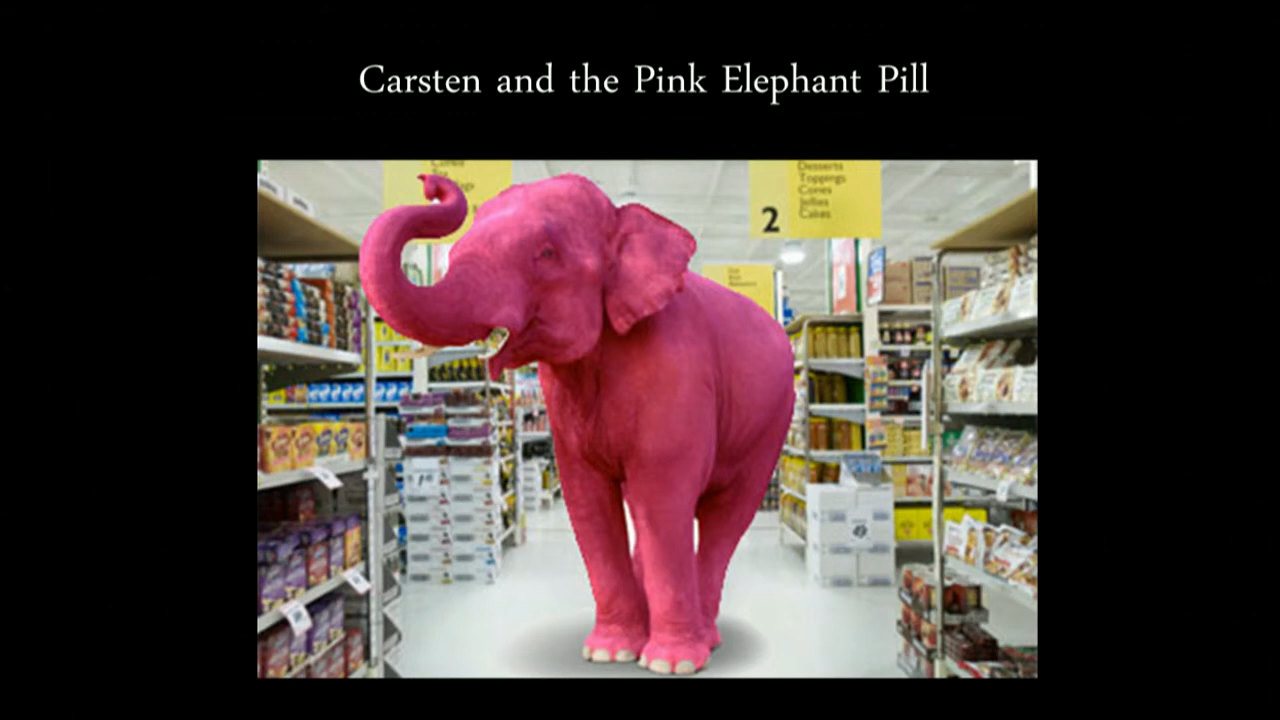 Carsten and the Pink Elephant Pill
Desserts
Toppings
Cones
Jellies
Cakes
2